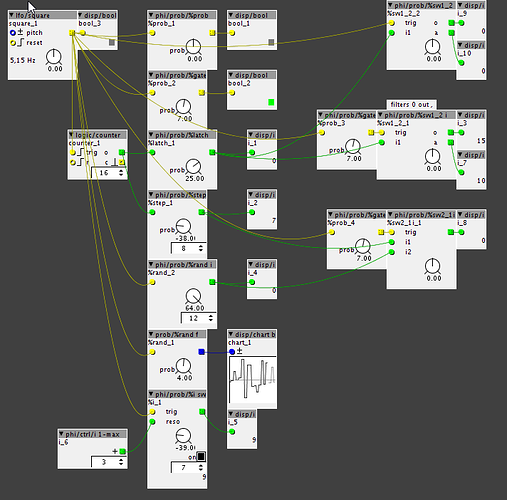 lfo/square
square_1
pitch
reset
5,15 Hz
0.00
disp/bool
bool_3
phi/prob/%prob
%prob_1
prob
0.00
disp/bool
phi/prob/%sw1_2
%sw1_2_2
trig o
i1 a
0.00
disp/i
i_9
0
disp/i
i_10
0
phi/prob/%gate
%prob_2
prob
7.00
disp/bool
bool_2
filters 0 out ,
phi/prob/%gate
%prob_3
prob
7.00
phi/prob/%sw1_2 i
%sw1_2_1
trig o
i1 a
0.00
disp/i
i_3
15
disp/i
i_7
10
logic/counter
counter_1
trig o
r c
16
phi/prob/%latch
%latch_1
prob
25.00
disp/i
i_1
0
phi/prob/%step
%step_1
prob
-38.0
8
disp/i
i_2
7
phi/prob/%gate
%prob_4
prob
7.00
phi/prob/%sw2_1i
%sw2_1i_1
trig
i1
i2
0.00
disp/i
i_8
0
phi/prob/%rand i
%rand_2
64.00
12
disp/i
i_4
0
prob/%rand f
%rand_1
prob
4.00
disp/chart b
chart_1
phi/prob/%i sw
%i_1
trig
reso
-39.0
on
7
9
disp/i
i_5
9
phi/ctrl/i 1-max
i_6
+
3